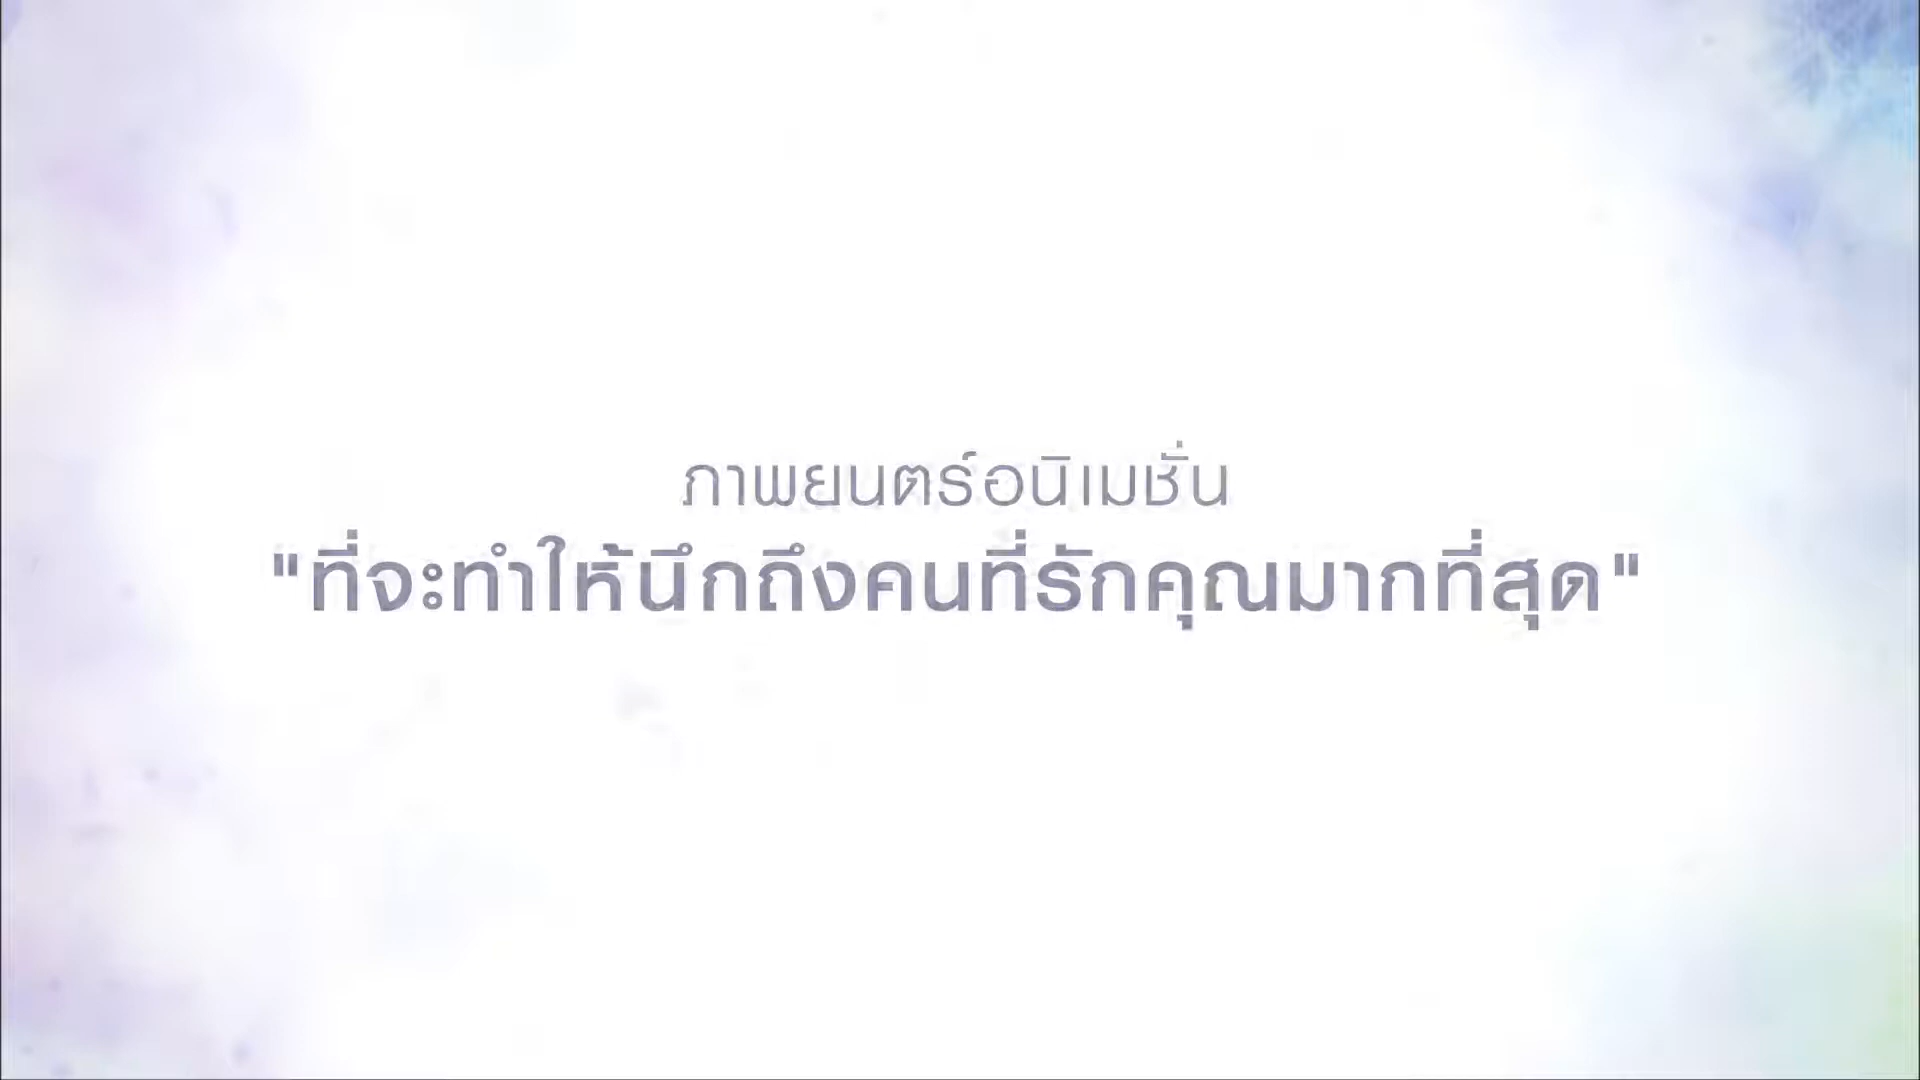 ภาพยนตร์อนิเมชั่น
"ที่จะทำให้นึกถึงคนที่รักคุณมากที่สุด"